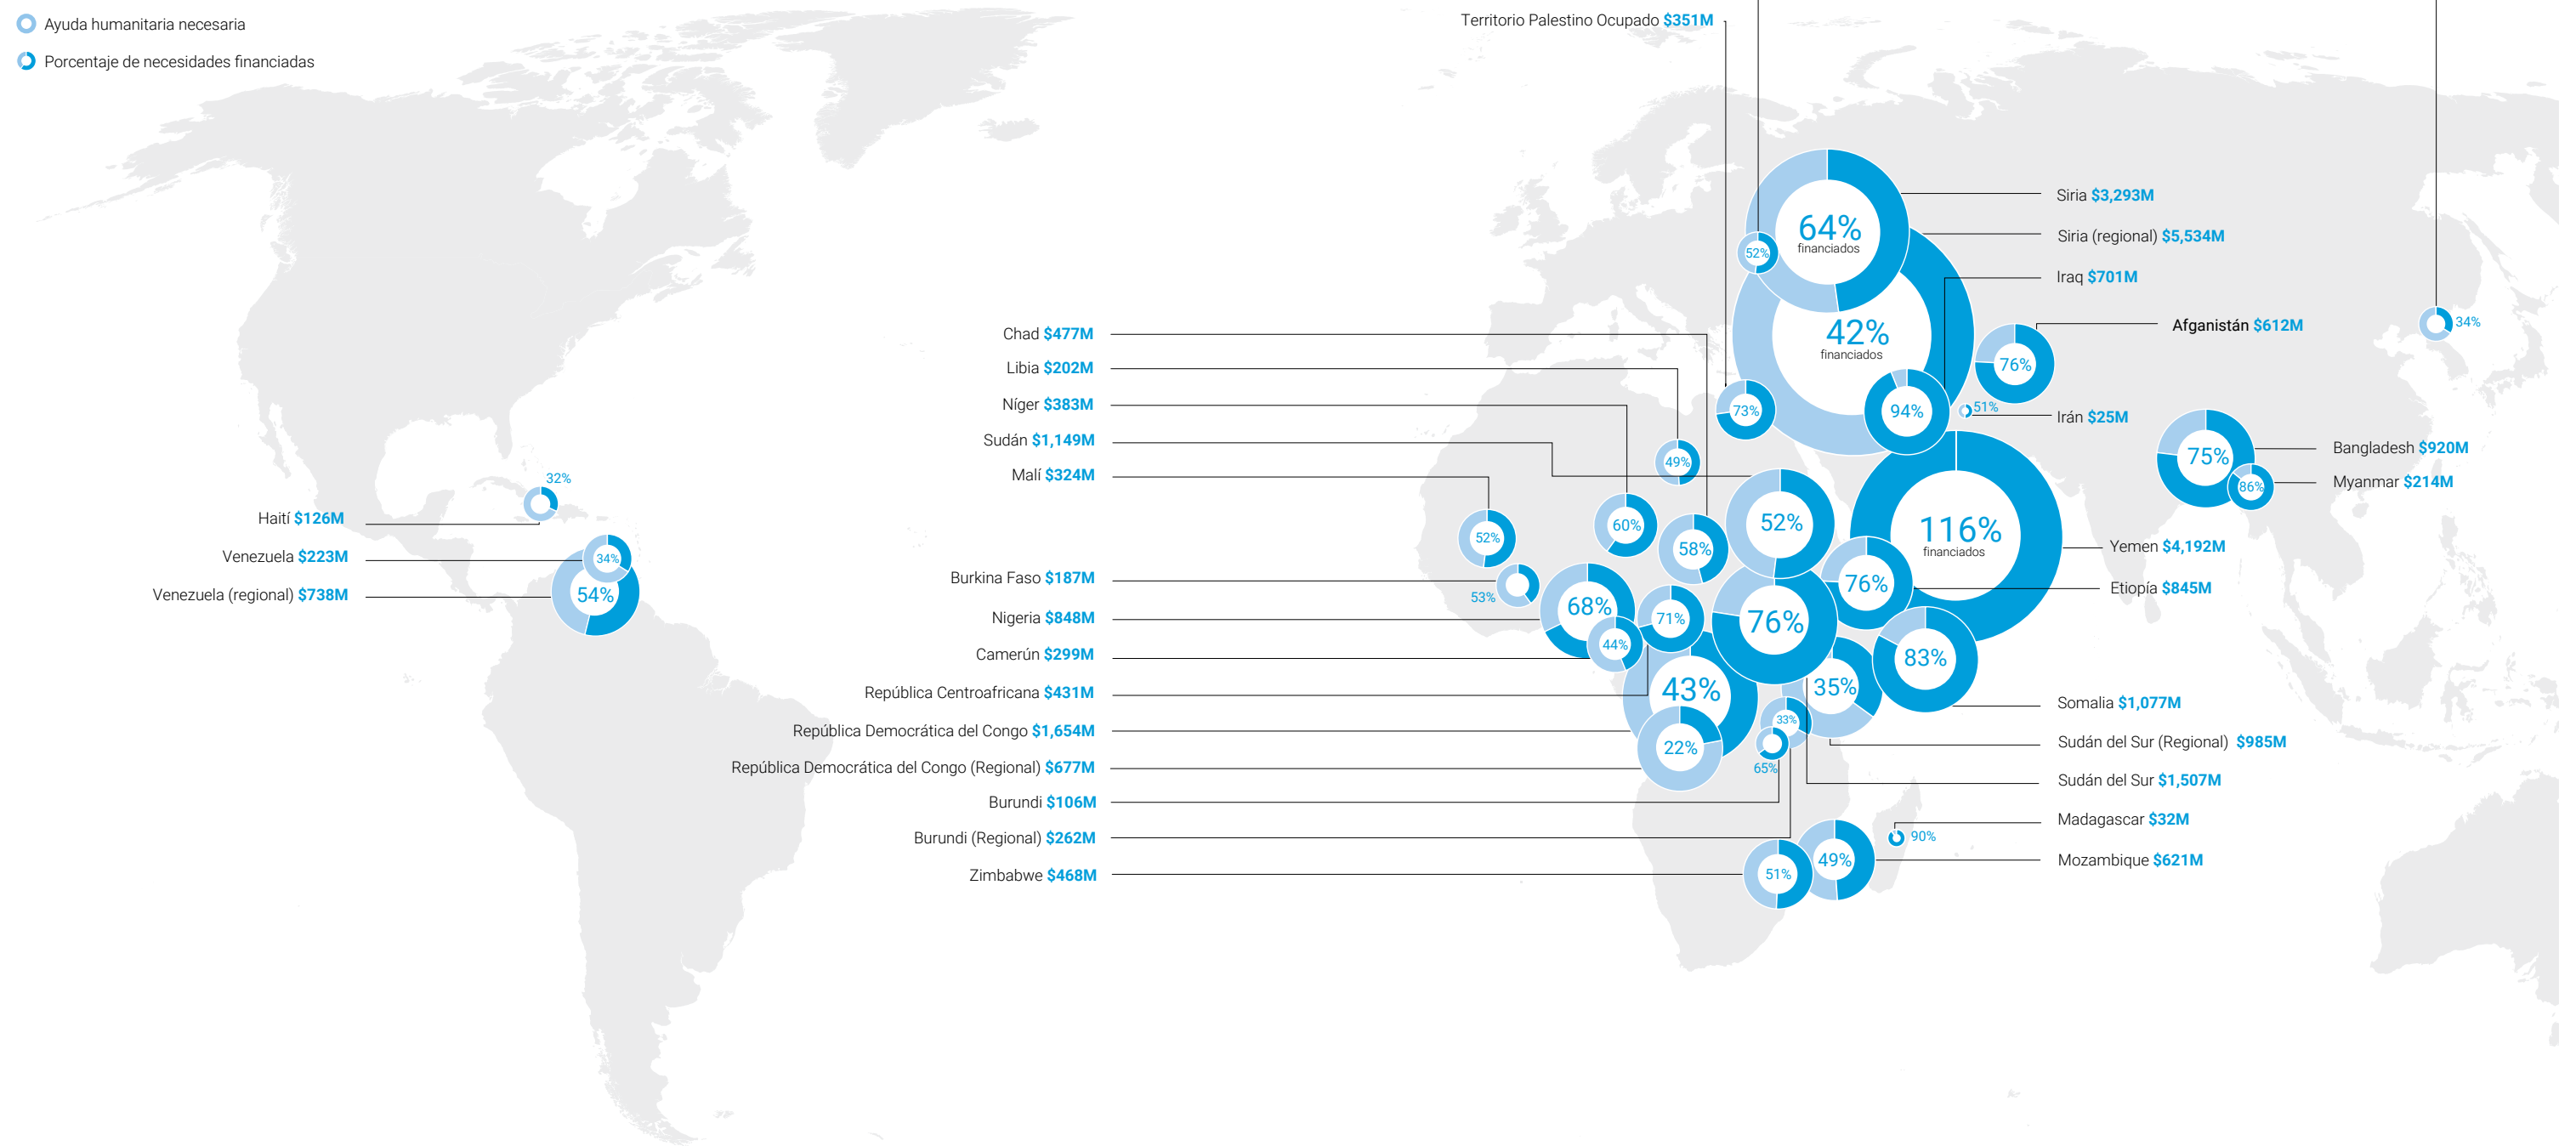 Ayuda humanitaria necesaria
Porcentaje de necesidades financiadas
Territorio Palestino Ocupado $351M
64%
financiados
52%
42%
financiados
Siria $3,293M
Siria (regional) $5,534M
Iraq $701M
Afganistán $612M
34%
76%
73%
94%
51%
Irán $25M
Chad $477M
Libia $202M
Níger $383M
Sudán $1,149M
Malí $324M
49%
75%
86%
Bangladesh $920M
Myanmar $214M
32%
Haití $126M
Venezuela $223M
34%
Venezuela (regional) $738M
54%
52%
60%
58%
52%
116%
financiados
Yemen $4,192M
76%
Etiopía $845M
Burkina Faso $187M
53%
Nigeria $848M
68%
71%
76%
Camerún $299M
44%
83%
República Centroafricana $431M
43%
35%
Somalia $1,077M
República Democrática del Congo $1,654M
33%
Sudán del Sur (Regional) $985M
22%
República Democrática del Congo (Regional) $677M
65%
Sudán del Sur $1,507M
Burundi $106M
Madagascar $32M
Burundi (Regional) $262M
90%
Mozambique $621M
49%
Zimbabwe $468M
51%